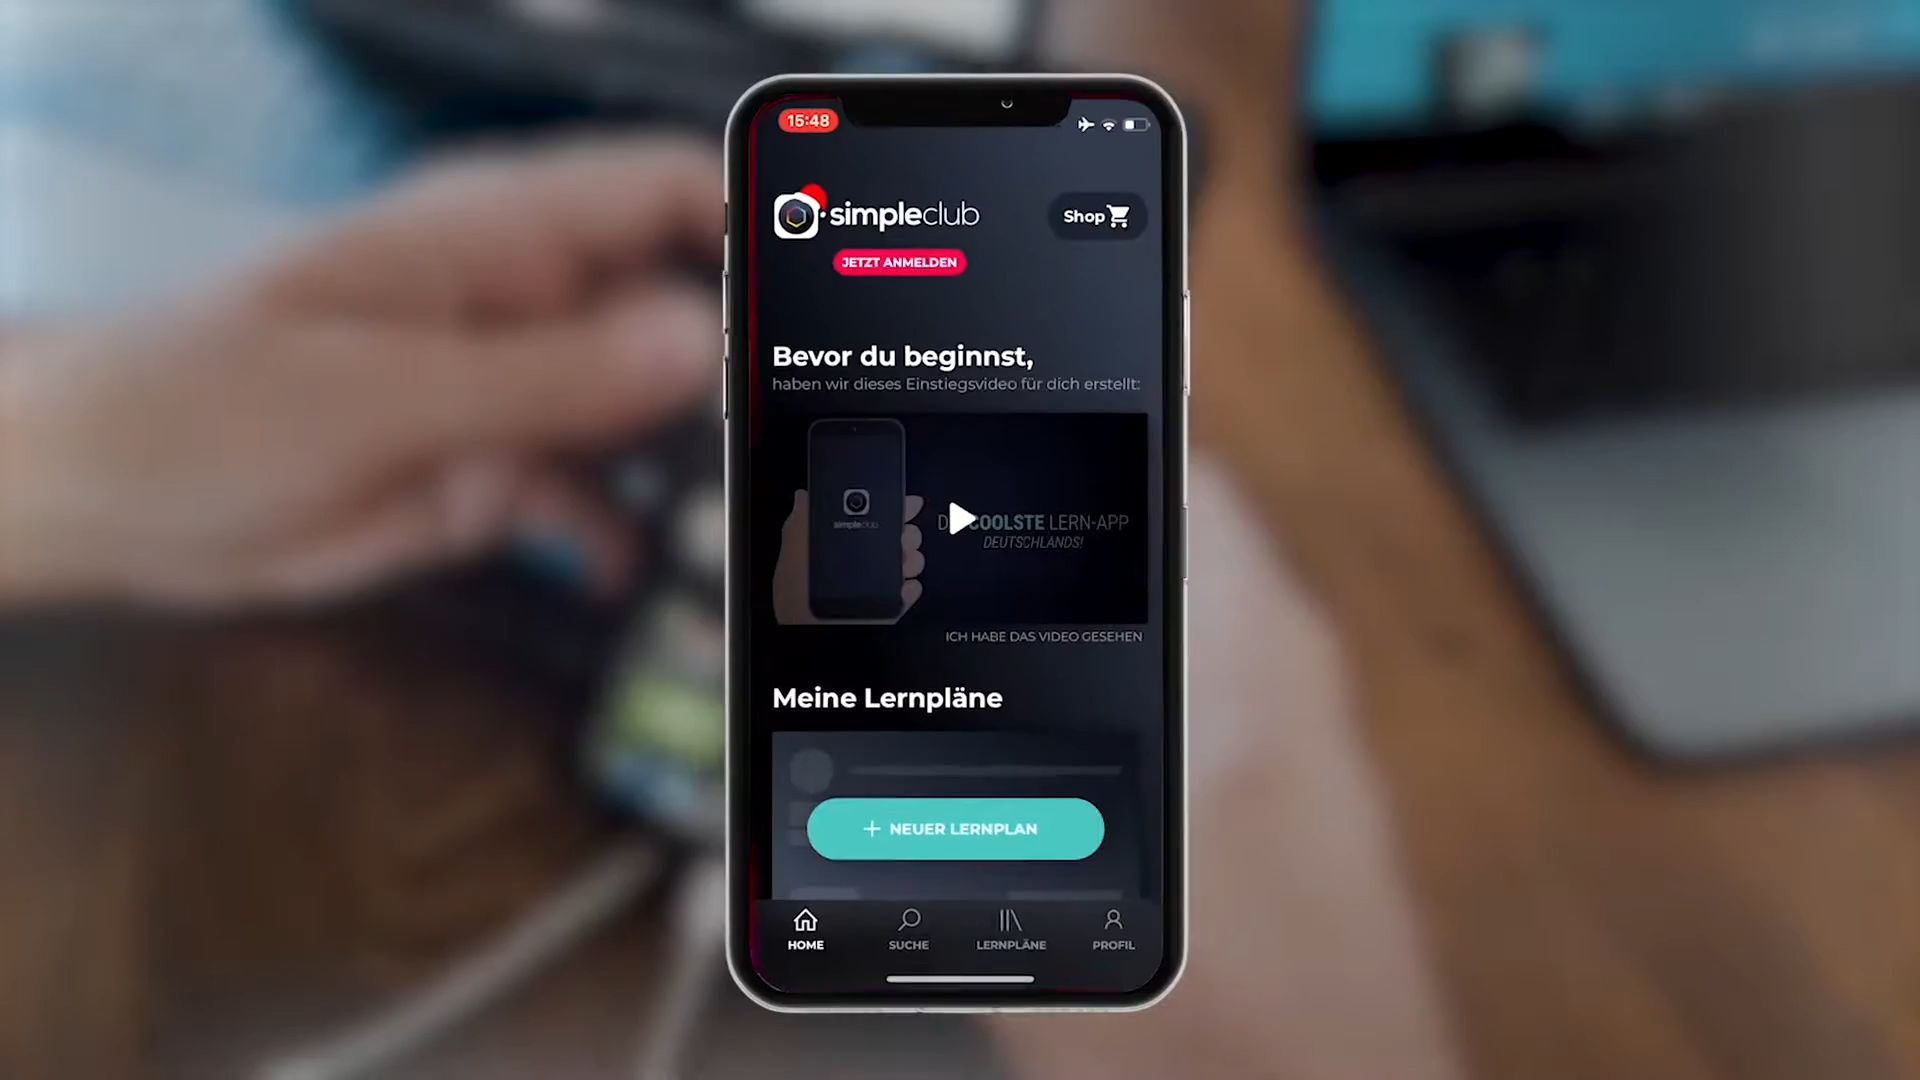 15:48
simpleclub
Shop
JETZT ANMELDEN
Bevor du beginnst,
haben wir dieses Einstiegsvideo für dich erstellt:
simpleclub
COOLSTE LERN-APP
DEUTSCHLANDS!
ICH HABE DAS VIDEO GESEHEN
Meine Lernpläne
+ NEUER LERNPLAN
HOME
SUCHE
LERNPLÄNE
PROFIL